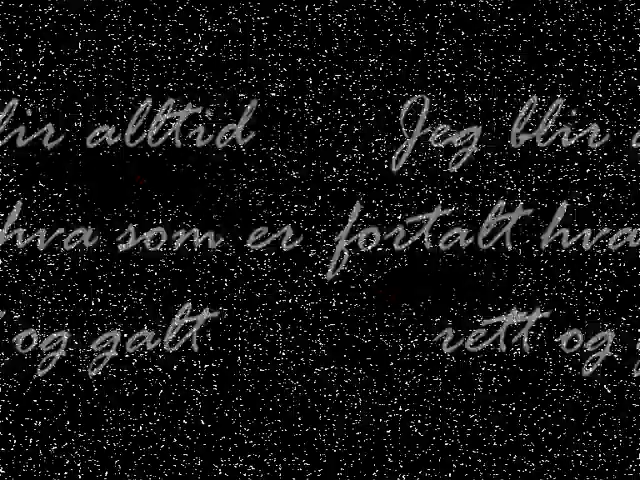 lir alltid Jeg blir
hva som er fortalt hva
og galt rett og